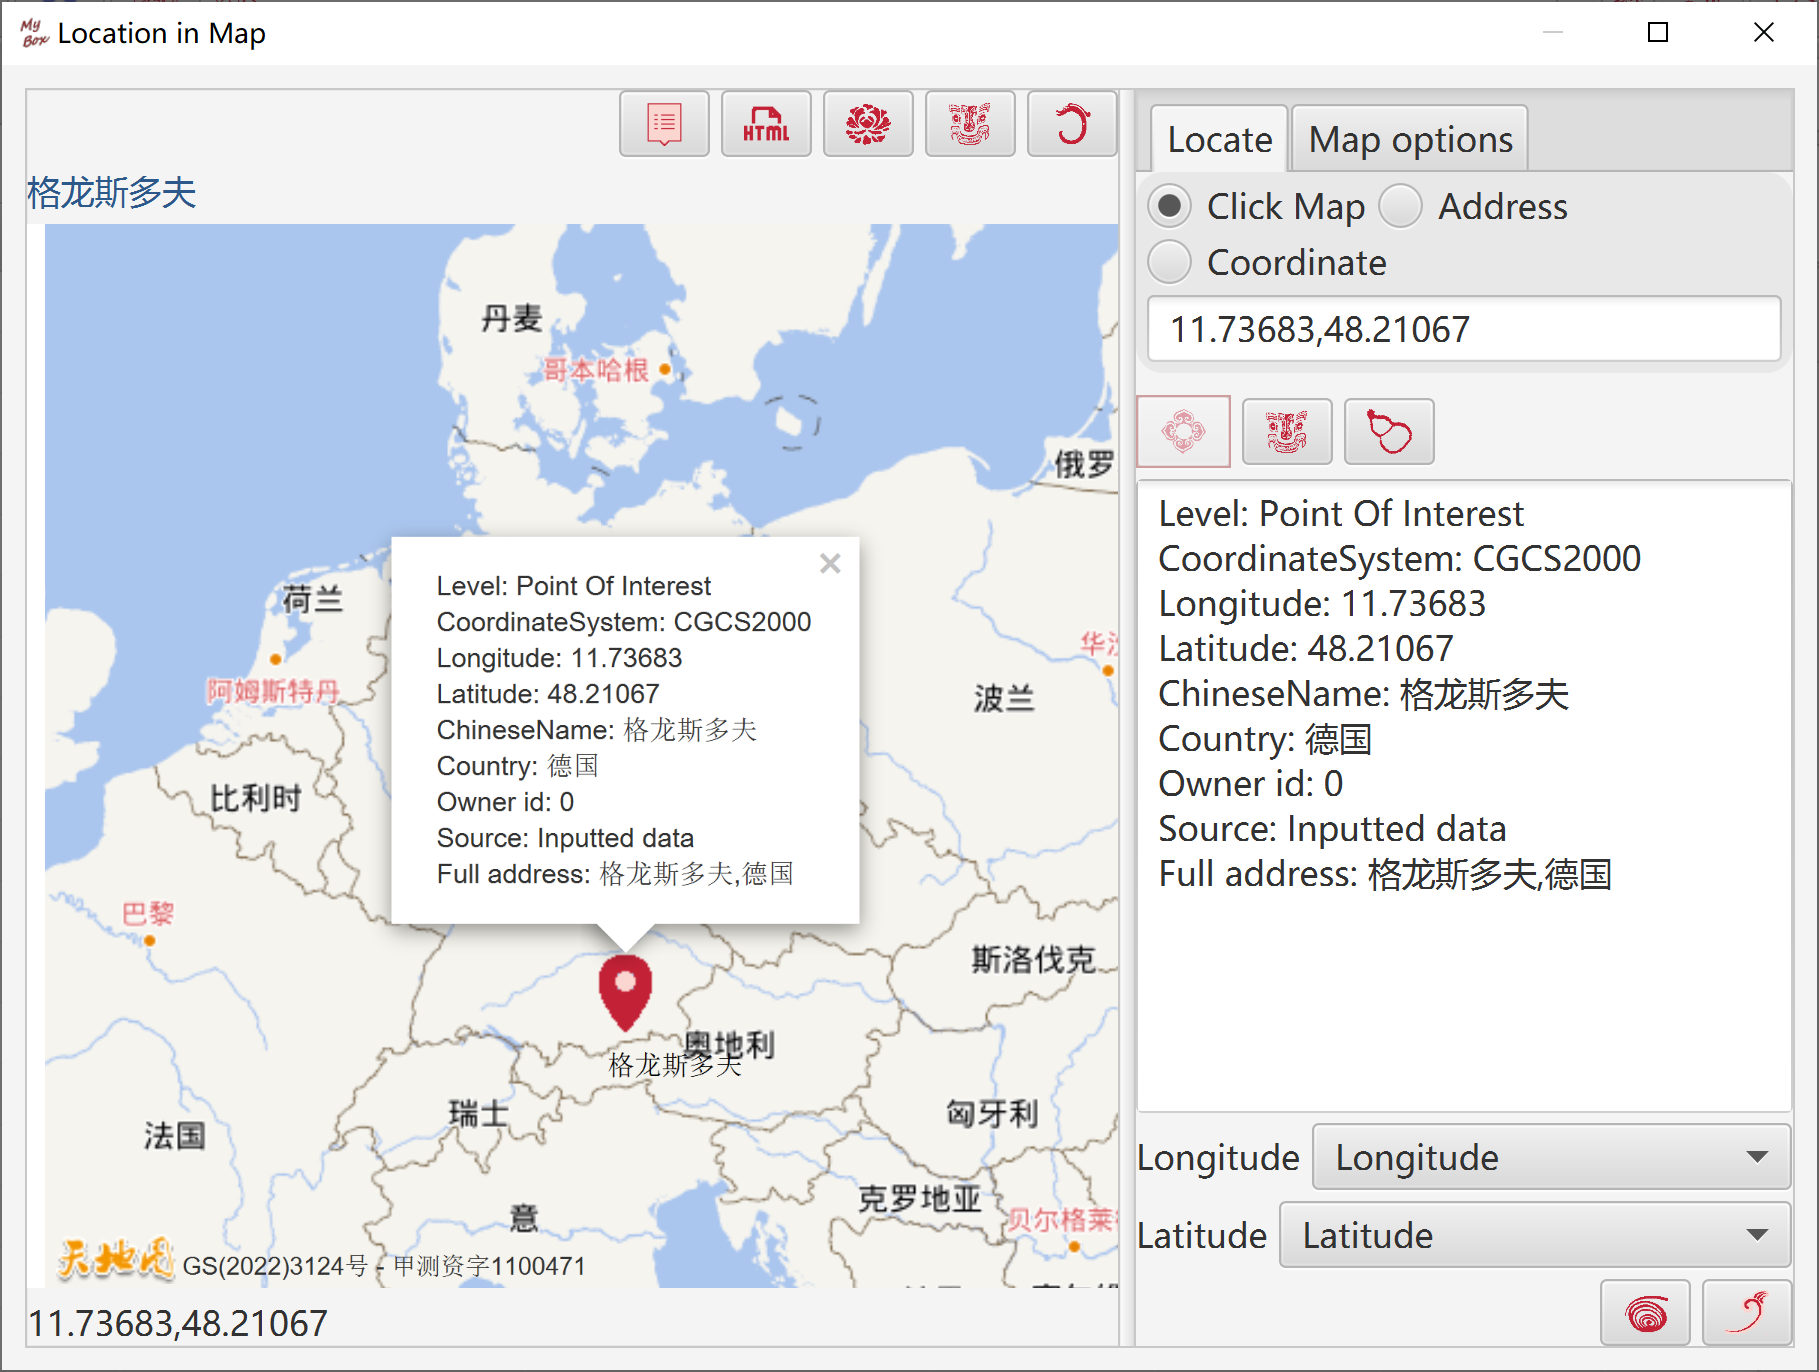 My Box Location in Map
HTML
格龙斯多夫
丹麦
哥本哈根
俄罗
荷兰
阿姆斯特丹
华沙
波兰
比利时
巴黎
斯洛伐克
奥地利
格龙斯多夫
瑞士
匈牙利
法国
克罗地亚
意
贝尔格莱
天地图 GS(2022)3124号 - 甲测资字1100471
Level: Point Of Interest
CoordinateSystem: CGCS2000
Longitude: 11.73683
Latitude: 48.21067
ChineseName: 格龙斯多夫
Country: 德国
Owner id: 0
Source: Inputted data
Full address: 格龙斯多夫,德国
11.73683,48.21067
Locate Map options
Click Map Address
Coordinate
11.73683,48.21067
Level: Point Of Interest
CoordinateSystem: CGCS2000
Longitude: 11.73683
Latitude: 48.21067
ChineseName: 格龙斯多夫
Country: 德国
Owner id: 0
Source: Inputted data
Full address: 格龙斯多夫,德国
Longitude Longitude
Latitude Latitude